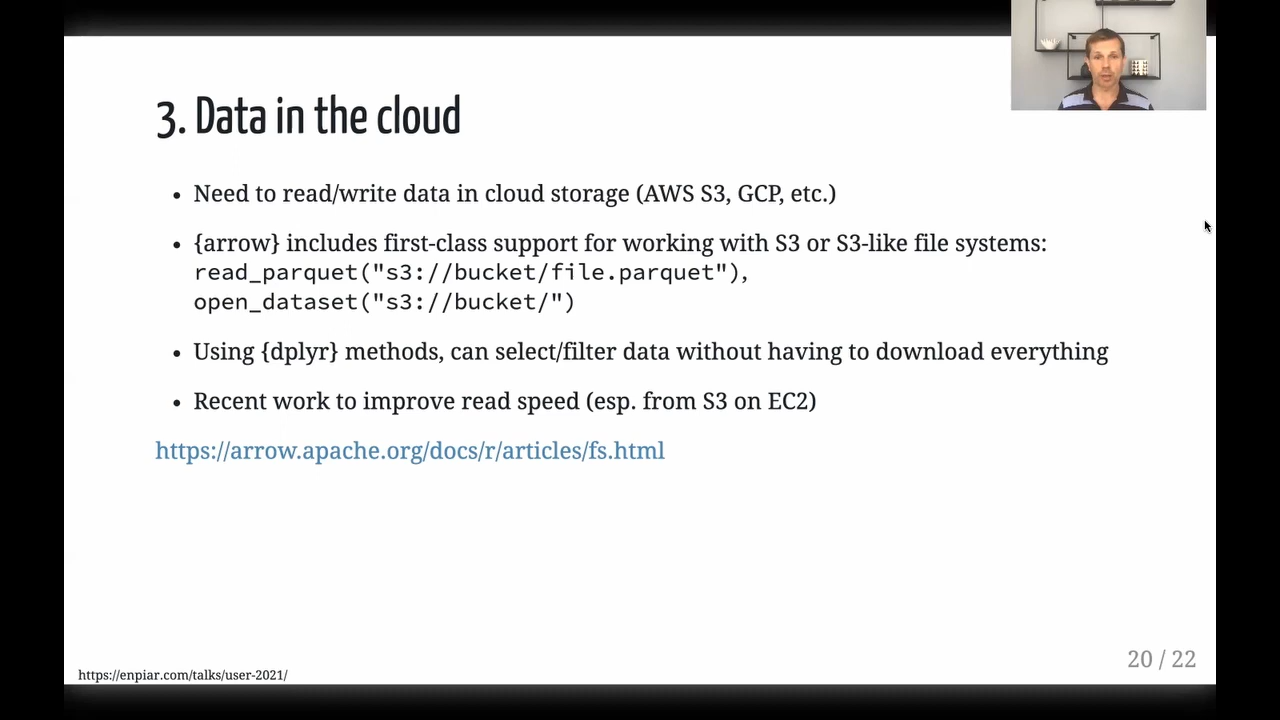 3. Data in the cloud
• Need to read/write data in cloud storage (AWS S3, GCP, etc.)
• {arrow} includes first-class support for working with S3 or S3-like file systems:
read_parquet("s3://bucket/file.parquet"),
open_dataset("s3://bucket/")
• Using {dplyr} methods, can select/filter data without having to download everything
• Recent work to improve read speed (esp. from S3 on EC2)
https://arrow.apache.org/docs/r/articles/fs.html
20 / 22
https://enpiar.com/talks/user-2021/